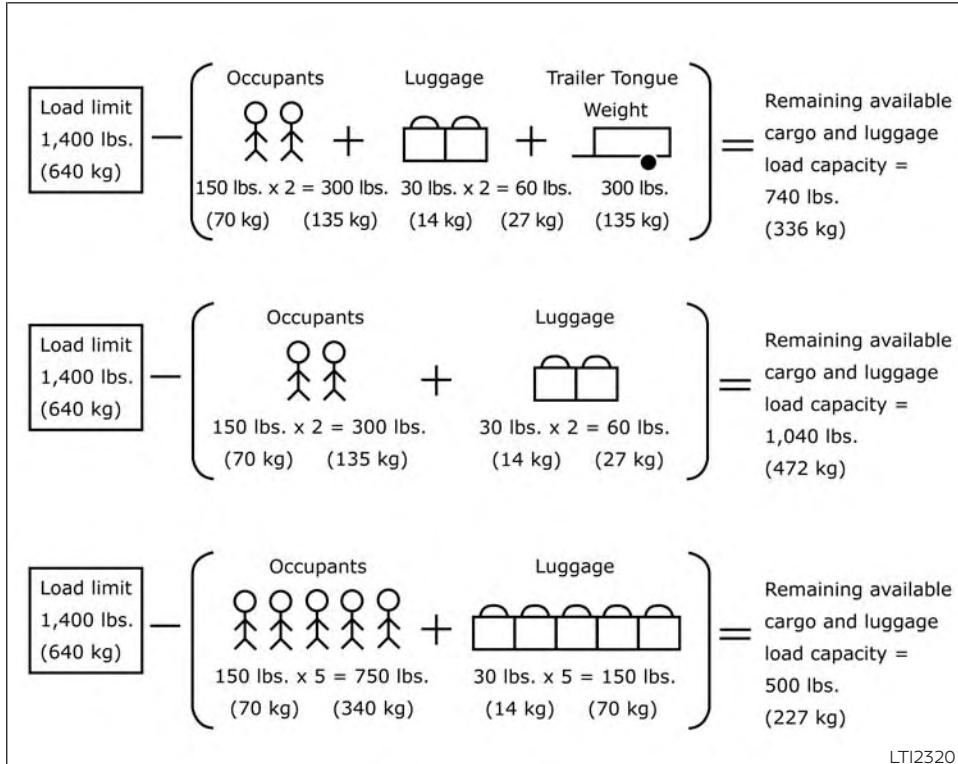 Occupants Luggage Trailer Tongue
Weight
Load limit
1,400 lbs.
(640 kg)
150 lbs. x 2 = 300 lbs. 30 lbs. x 2 = 60 lbs. 300 lbs.
(70 kg) (135 kg) (14 kg) (27 kg) (135 kg)
Remaining available
cargo and luggage
load capacity =
740 lbs.
(336 kg)
Occupants Luggage
Load limit
1,400 lbs.
(640 kg)
150 lbs. x 2 = 300 lbs. 30 lbs. x 2 = 60 lbs.
(70 kg) (135 kg) (14 kg) (27 kg)
Remaining available
cargo and luggage
load capacity =
1,040 lbs.
(472 kg)
Occupants Luggage
Load limit
1,400 lbs.
(640 kg)
150 lbs. x 5 = 750 lbs. 30 lbs. x 5 = 150 lbs.
(70 kg) (340 kg) (14 kg) (70 kg)
Remaining available
cargo and luggage
load capacity =
500 lbs.
(227 kg)
LTI2320